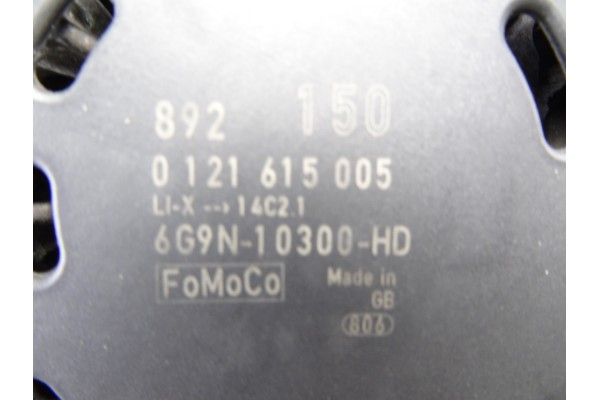 892 150
0 121 615 005
LI-X --→ 14C2.1
6G9N-10300-HD
FoMoCo Made in
GB
806